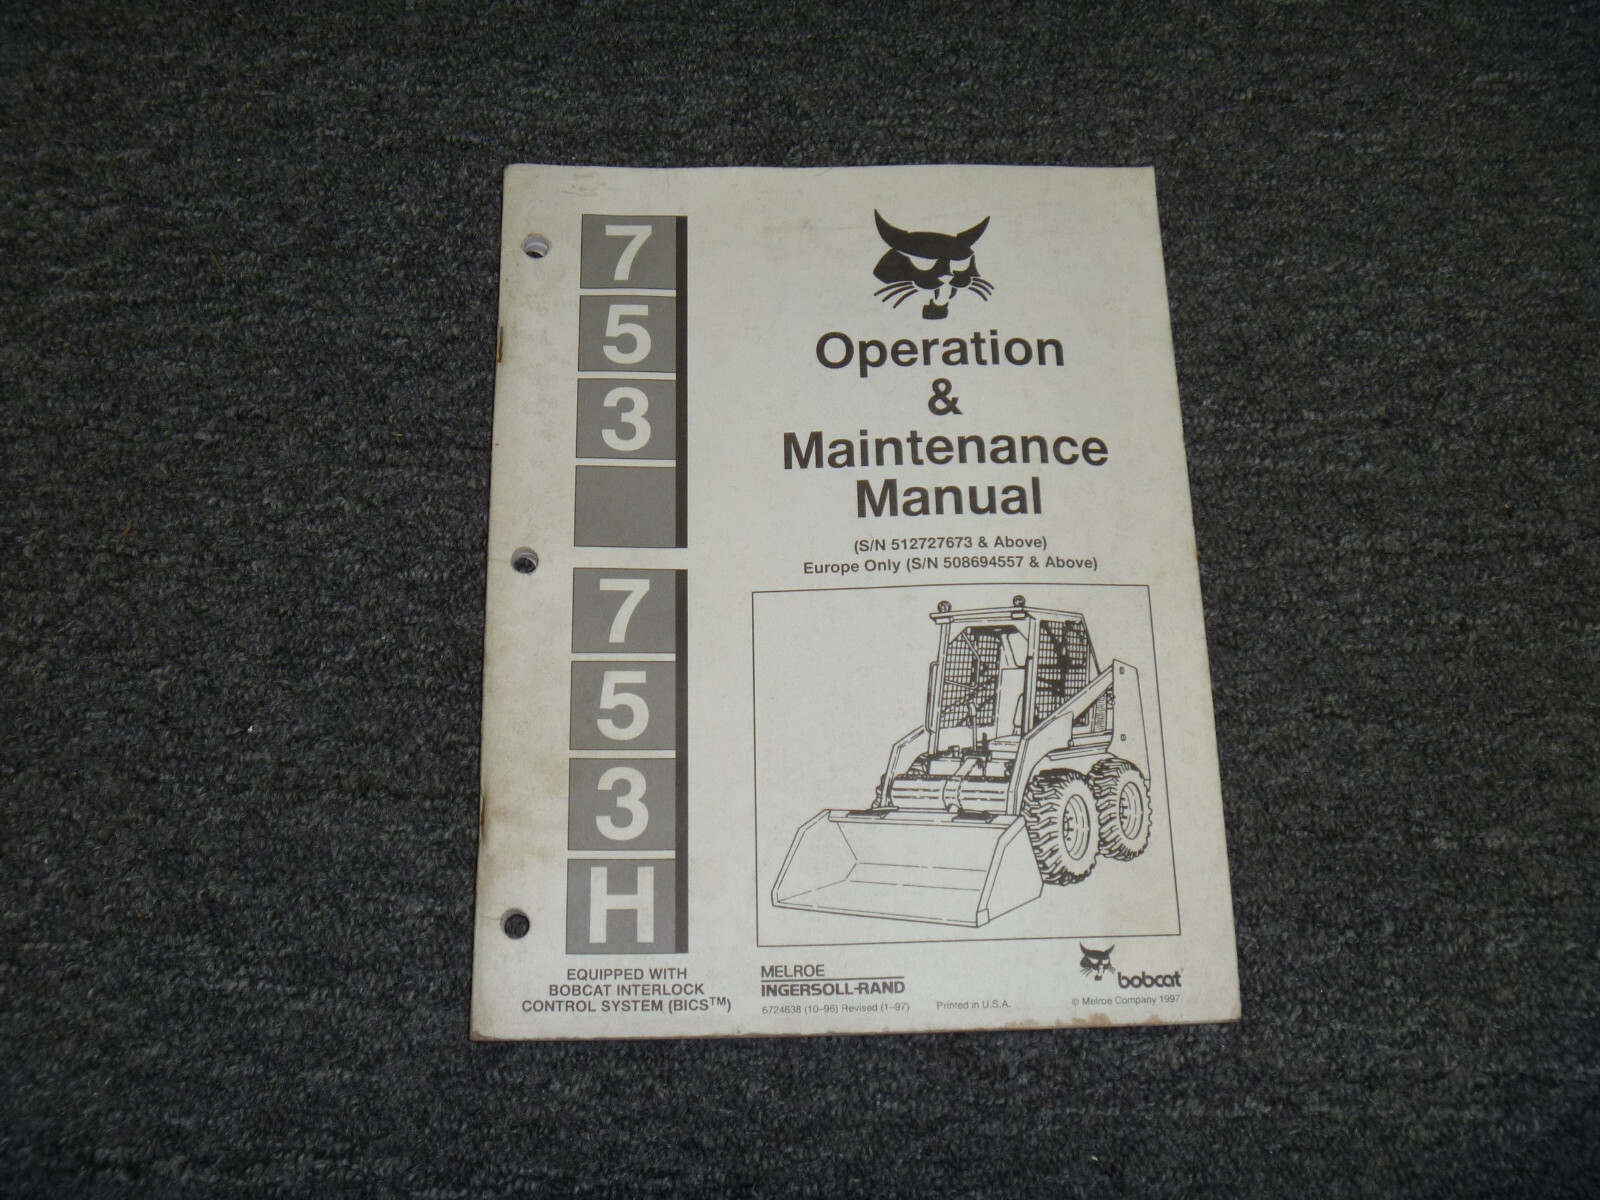 7
5
3
7
5
3
H
EQUIPPED WITH
BOBCAT INTERLOCK
CONTROL SYSTEM (BICS™)
Operation
&
Maintenance
Manual
(S/N 512727673 & Above)
Europe Only (S/N 508694557 & Above)
MELROE
INGERSOLL-RAND
6724638 (10–96) Revised (1–97)
Printed in U.S.A.
bobcat
© Melroe Company 1997